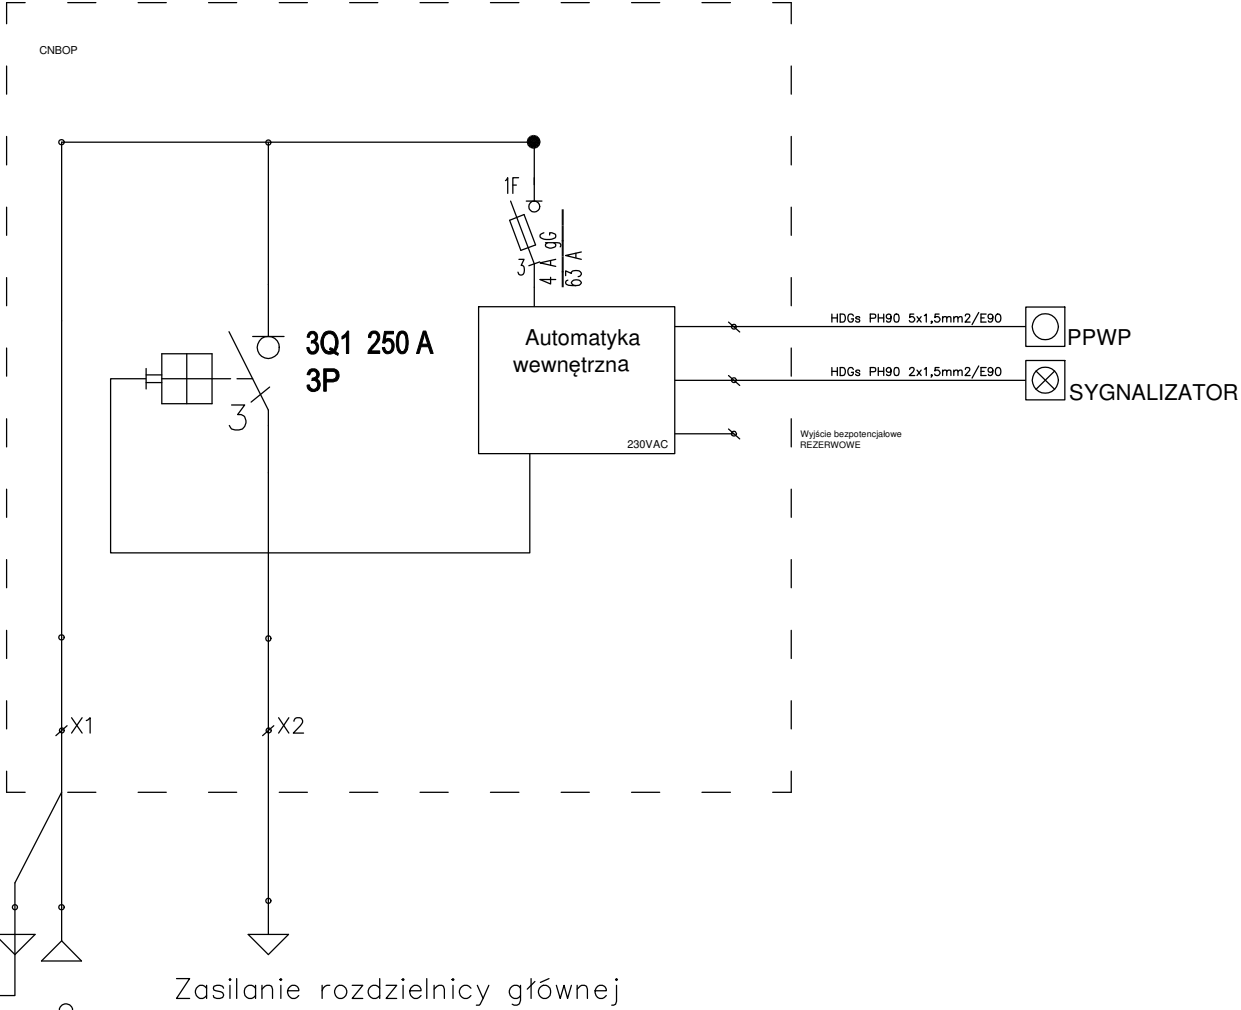 CNBOP
1F
4 A gG
63 A
3
3Q1 250 A
3P
3
Automatyka
wewnętrzna
230VAC
HDGs PH90 5x1,5mm2/E90
PPWP
HDGs PH90 2x1,5mm2/E90
SYGNALIZATOR
Wyjście bezpotencjałowe
REZERWOWE
X1
X2
Zasilanie rozdzielnicy głównej